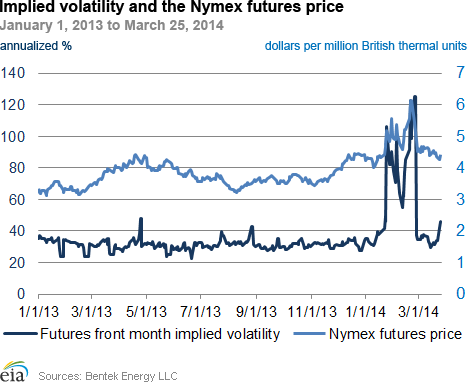 Implied volatility and the Nymex futures price
January 1, 2013 to March 25, 2014
annualized % dollars per million British thermal units
140 7
120 6
100 5
80 4
60 3
40 2
20 1
0 0
1/1/13 3/1/13 5/1/13 7/1/13 9/1/13 11/1/13 1/1/14 3/1/14
Futures front month implied volatility Nymex futures price
eia Sources: Bentek Energy LLC